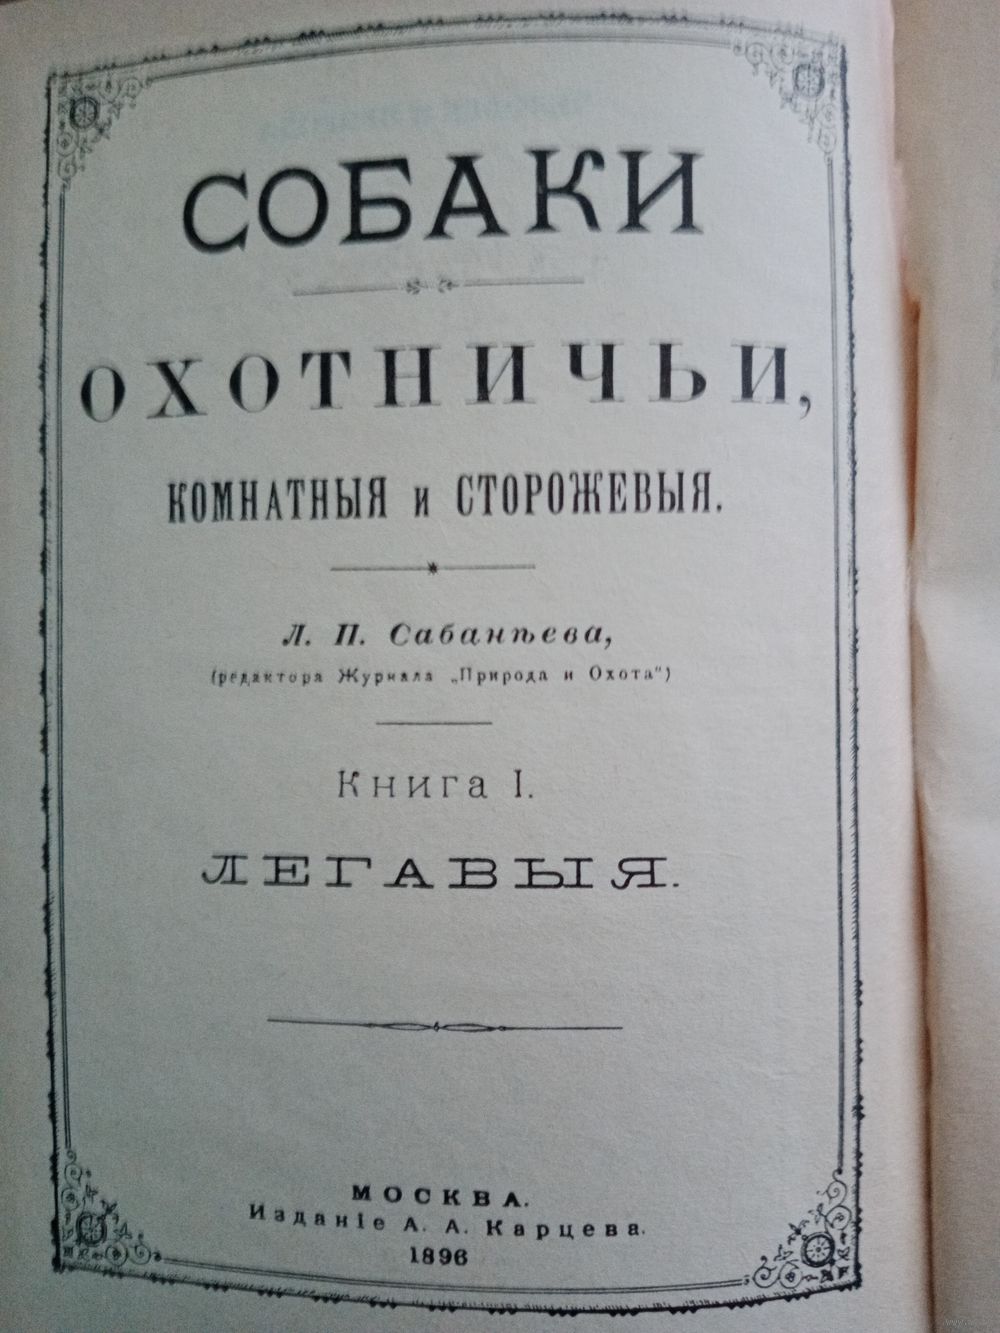 СОБАКИ
ОХОТНИЧЬИ,
КОМНАТНЫЯ и СТОРОЖЕВЫЯ.
Л. П. Сабанѣева,
(редактора Журнала „Природа и Охота")
Книга I.
ЛЕГАВЫЯ.
МОСКВА.
Изданіе А. А. Карцева.
1896